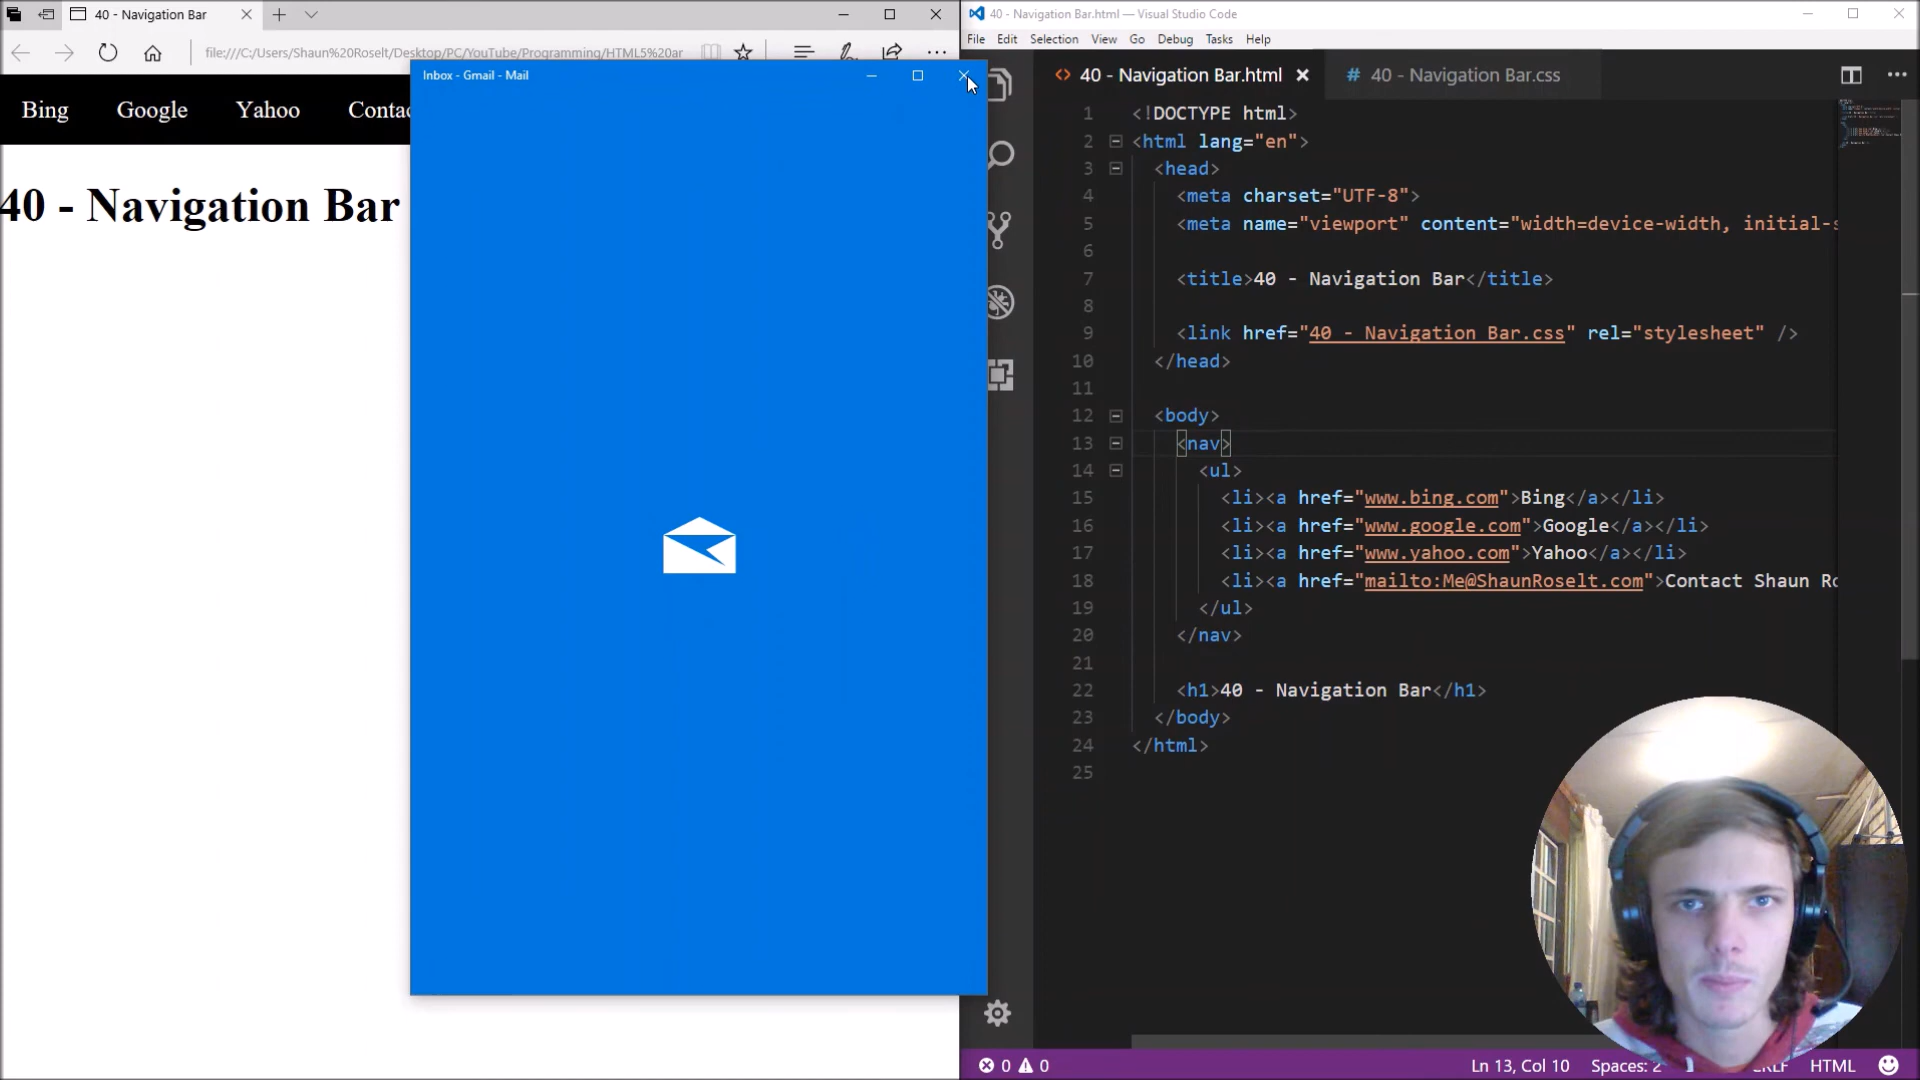 40 - Navigation Bar
file:///C:/Users/Shaun%20Roselt/Desktop/PC/YouTube/Programming/HTML5%20ar
Bing Google Yahoo Contac
40 - Navigation Bar
Inbox - Gmail - Mail
40 - Navigation Bar.html — Visual Studio Code
File Edit Selection View Go Debug Tasks Help
<> 40 - Navigation Bar.html
# 40 - Navigation Bar.css
1 <!DOCTYPE html>
2 <html lang="en">
3 <head>
4 <meta charset="UTF-8">
5 <meta name="viewport" content="width=device-width, initial-s
6
7 <title>40 - Navigation Bar</title>
8
9 <link href="40 - Navigation Bar.css" rel="stylesheet" />
10 </head>
11
12 <body>
13 <nav>
14 <ul>
15 <li><a href="www.bing.com">Bing</a></li>
16 <li><a href="www.google.com">Google</a></li>
17 <li><a href="www.yahoo.com">Yahoo</a></li>
18 <li><a href="mailto:Me@ShaunRoselt.com">Contact Shaun Ro
19 </ul>
20 </nav>
21
22 <h1>40 - Navigation Bar</h1>
23 </body>
24 </html>
25
0 0 Ln 13, Col 10 Spaces: 2 CRLF HTML